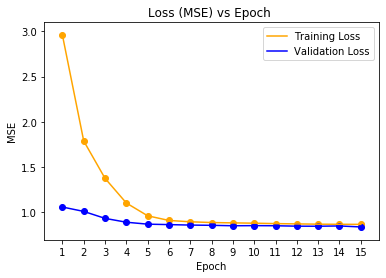 Loss (MSE) vs Epoch
Training Loss
Validation Loss
3.0
2.5
2.0
1.5
1.0
MSE
1 2 3 4 5 6 7 8 9 10 11 12 13 14 15
Epoch